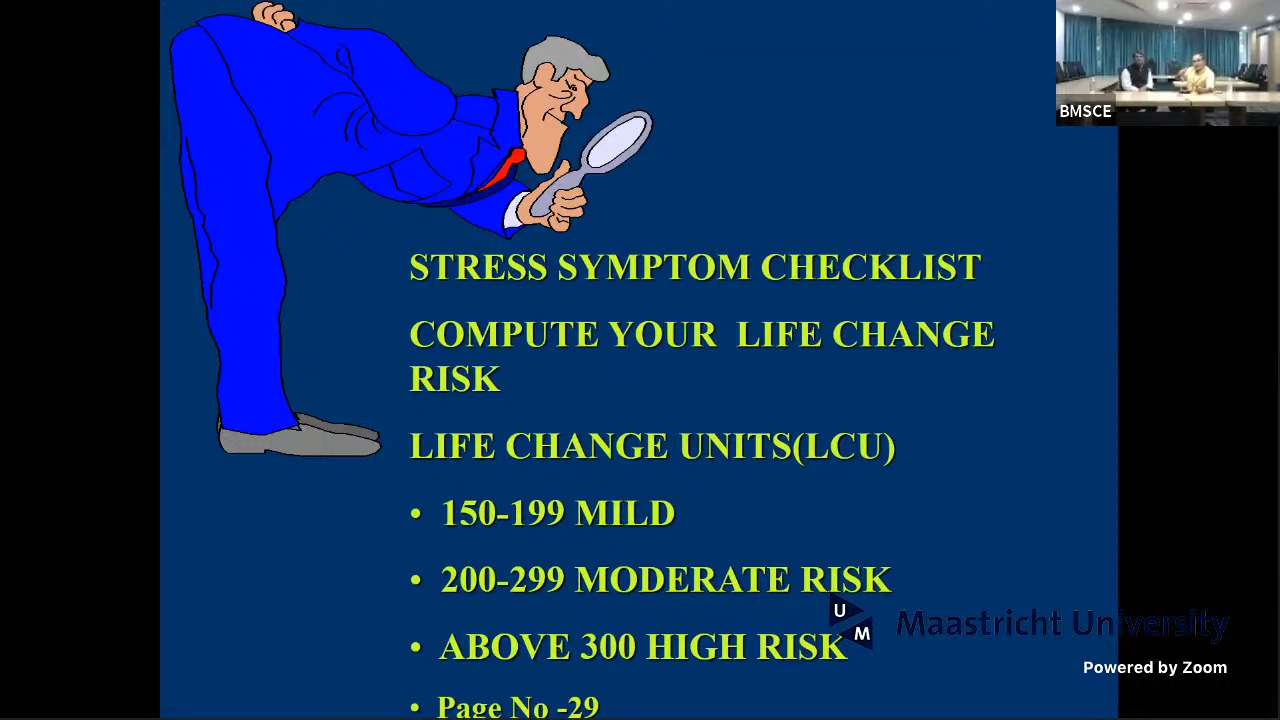 BMSCE
STRESS SYMPTOM CHECKLIST
COMPUTE YOUR LIFE CHANGE
RISK
LIFE CHANGE UNITS(LCU)
• 150-199 MILD
• 200-299 MODERATE RISK
• ABOVE 300 HIGH RISK
• Page No -29
U
M
Maastricht University
Powered by Zoom